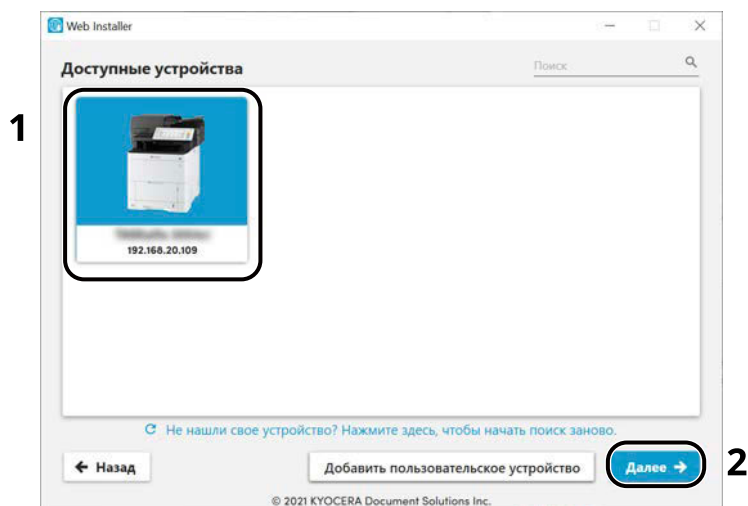 Web Installer
Доступные устройства
Поиск
1
192.168.20.109
Не нашли свое устройство? Нажмите здесь, чтобы начать поиск заново.
Назад
Добавить пользовательское устройство
Далее
2
© 2021 KYOCERA Document Solutions Inc.